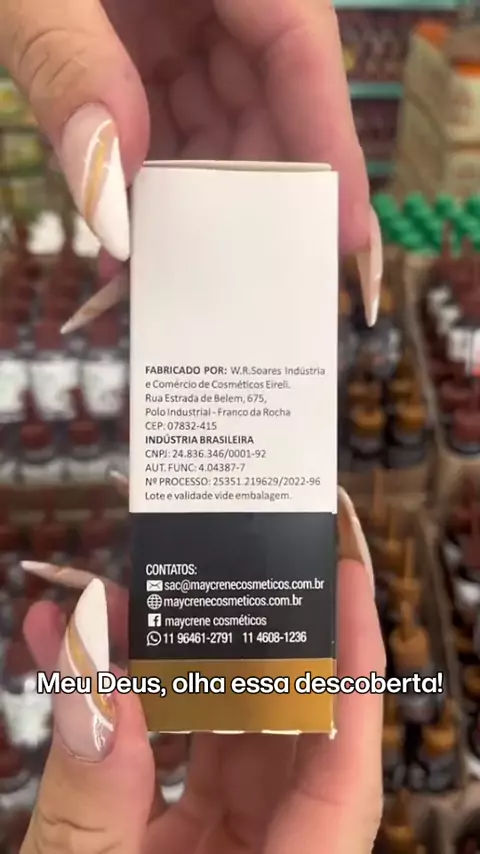 FABRICADO POR: W.R.Soares Indústria
e Comércio de Cosméticos Eireli.
Rua Estrada de Belem, 675,
Polo Industrial - Franco da Rocha
CEP: 07832-415
INDÚSTRIA BRASILEIRA
CNPJ: 24.836.346/0001-92
AUT. FUNC: 4.04387-7
Nº PROCESSO: 25351.219629/2022-96
Lote e validade vide embalagem.
CONTATOS:
sac@maycrenecosmeticos.com.br
maycrenecosmeticos.com.br
maycrene cosméticos
11 96461-2791 11 4608-1236
Meu Deus, olha essa descoberta!